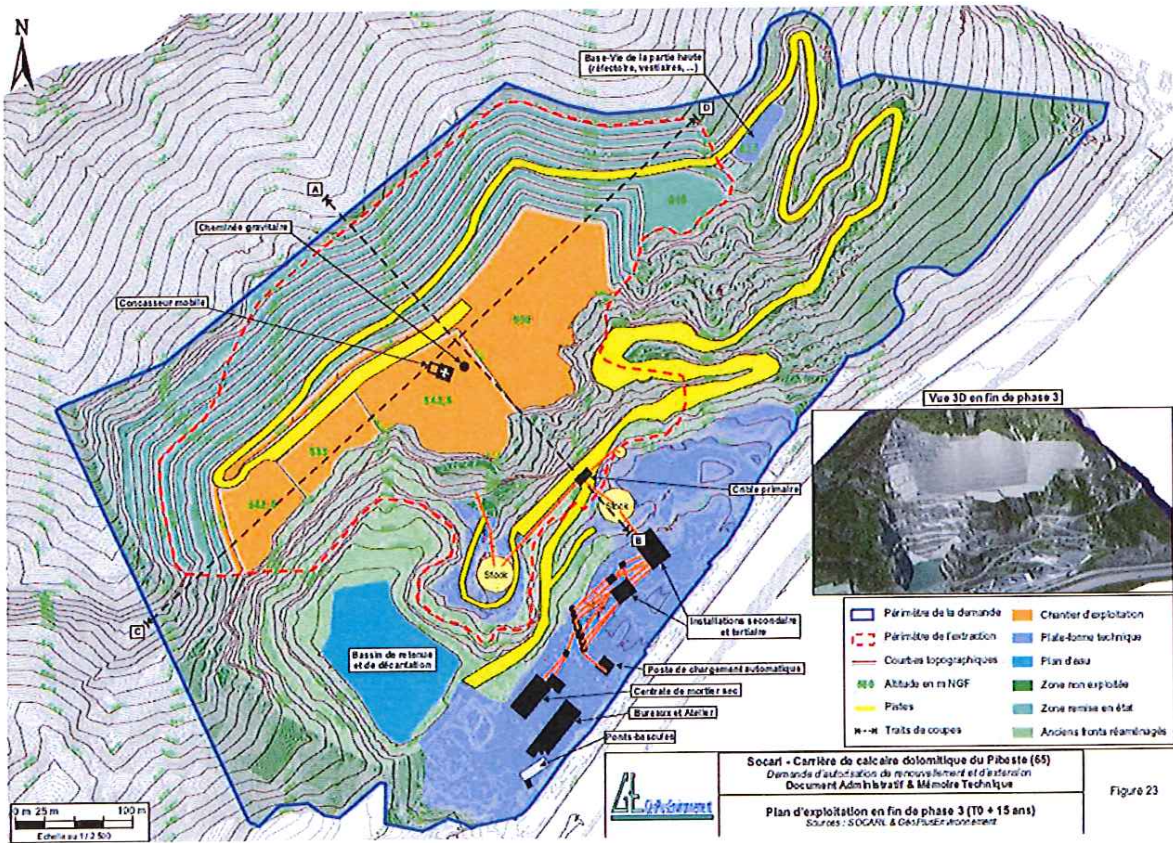 N
Base-Vie de la partie haute
(réfectoire, vestiaires, ...)
D
A
Cheminée gravitaire
Concasseur mobile
Vue 3D en fin de phase 3
Crible primaire
Stock
B
Stock
C
Bassin de retenue
et de décantation
Installations secondaire
et tertiaire
Poste de chargement automatique
Centrale de mortier sec
Bureaux et Atelier
Ponts-bascules
Périmètre de la demande
Périmètre de l'extraction
Courbes topographiques
Altitude en m NGF
Pistes
Traits de coupes
Chantier d'exploitation
Plate-forme technique
Plan d'eau
Zone non exploitée
Zone remise en état
Anciens fronts réaménagés
0 m 25 m 100 m
Echelle au 1 / 2 500
GéoPlusEnvironnement
Socarl - Carrière de calcaire dolomitique du Pibeste (65)
Demande d'autorisation de renouvellement et d'extension
Document Administratif & Mémoire Technique
Plan d'exploitation en fin de phase 3 (T0 + 15 ans)
Sources : SOCARL & GéoPlusEnvironnement
Figure 23